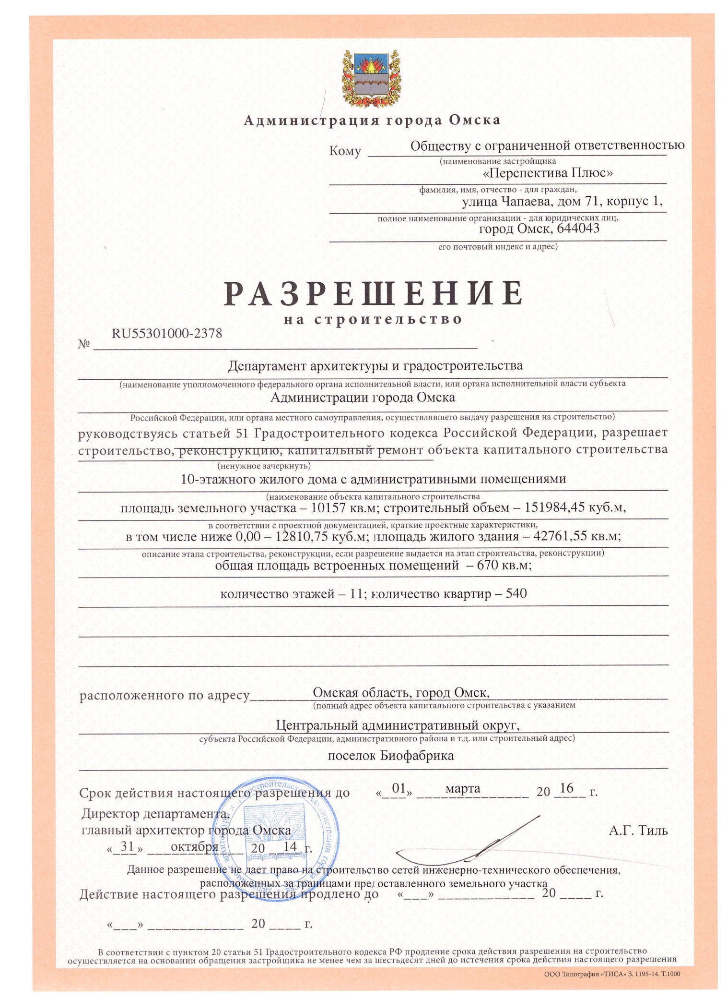 Администрация города Омска
Кому Обществу с ограниченной ответственностью
(наименование застройщика
«Перспектива Плюс»
фамилия, имя, отчество - для граждан,
улица Чапаева, дом 71, корпус 1,
полное наименование организации - для юридических лиц,
город Омск, 644043
его почтовый индекс и адрес)
РАЗРЕШЕНИЕ
на строительство
№ RU55301000-2378
Департамент архитектуры и градостроительства
(наименование уполномоченного федерального органа исполнительной власти, или органа исполнительной власти субъекта
Администрации города Омска
Российской Федерации, или органа местного самоуправления, осуществлявшего выдачу разрешения на строительство)
руководствуясь статьей 51 Градостроительного кодекса Российской Федерации, разрешает
строительство, реконструкцию, капитальный ремонт объекта капитального строительства
(ненужное зачеркнуть)
10-этажного жилого дома с административными помещениями
(наименование объекта капитального строительства
площадь земельного участка – 10157 кв.м; строительный объем – 151984,45 куб.м,
в соответствии с проектной документацией, краткие проектные характеристики,
в том числе ниже 0,00 – 12810,75 куб.м; площадь жилого здания – 42761,55 кв.м;
описание этапа строительства, реконструкции, если разрешение выдается на этап строительства, реконструкции)
общая площадь встроенных помещений – 670 кв.м;
количество этажей – 11; количество квартир – 540
расположенного по адресу Омская область, город Омск,
(полный адрес объекта капитального строительства с указанием
Центральный административный округ,
субъекта Российской Федерации, административного района и т.д. или строительный адрес)
поселок Биофабрика
Срок действия настоящего разрешения до «01» марта 20 16 г.
Директор департамента,
главный архитектор города Омска А.Г. Тиль
«31» октября 20 14 г.
Данное разрешение не дает право на строительство сетей инженерно-технического обеспечения,
расположенных за границами предоставленного земельного участка
Действие настоящего разрешения продлено до «___» ____________ 20 ____ г.
«___» ____________ 20 ____ г.
В соответствии с пунктом 20 статьи 51 Градостроительного кодекса РФ продление срока действия разрешения на строительство
осуществляется на основании обращения застройщика не менее чем за шестьдесят дней до истечения срока действия настоящего разрешения
ООО Типография «ТИСА» З. 1195-14. Т.1000